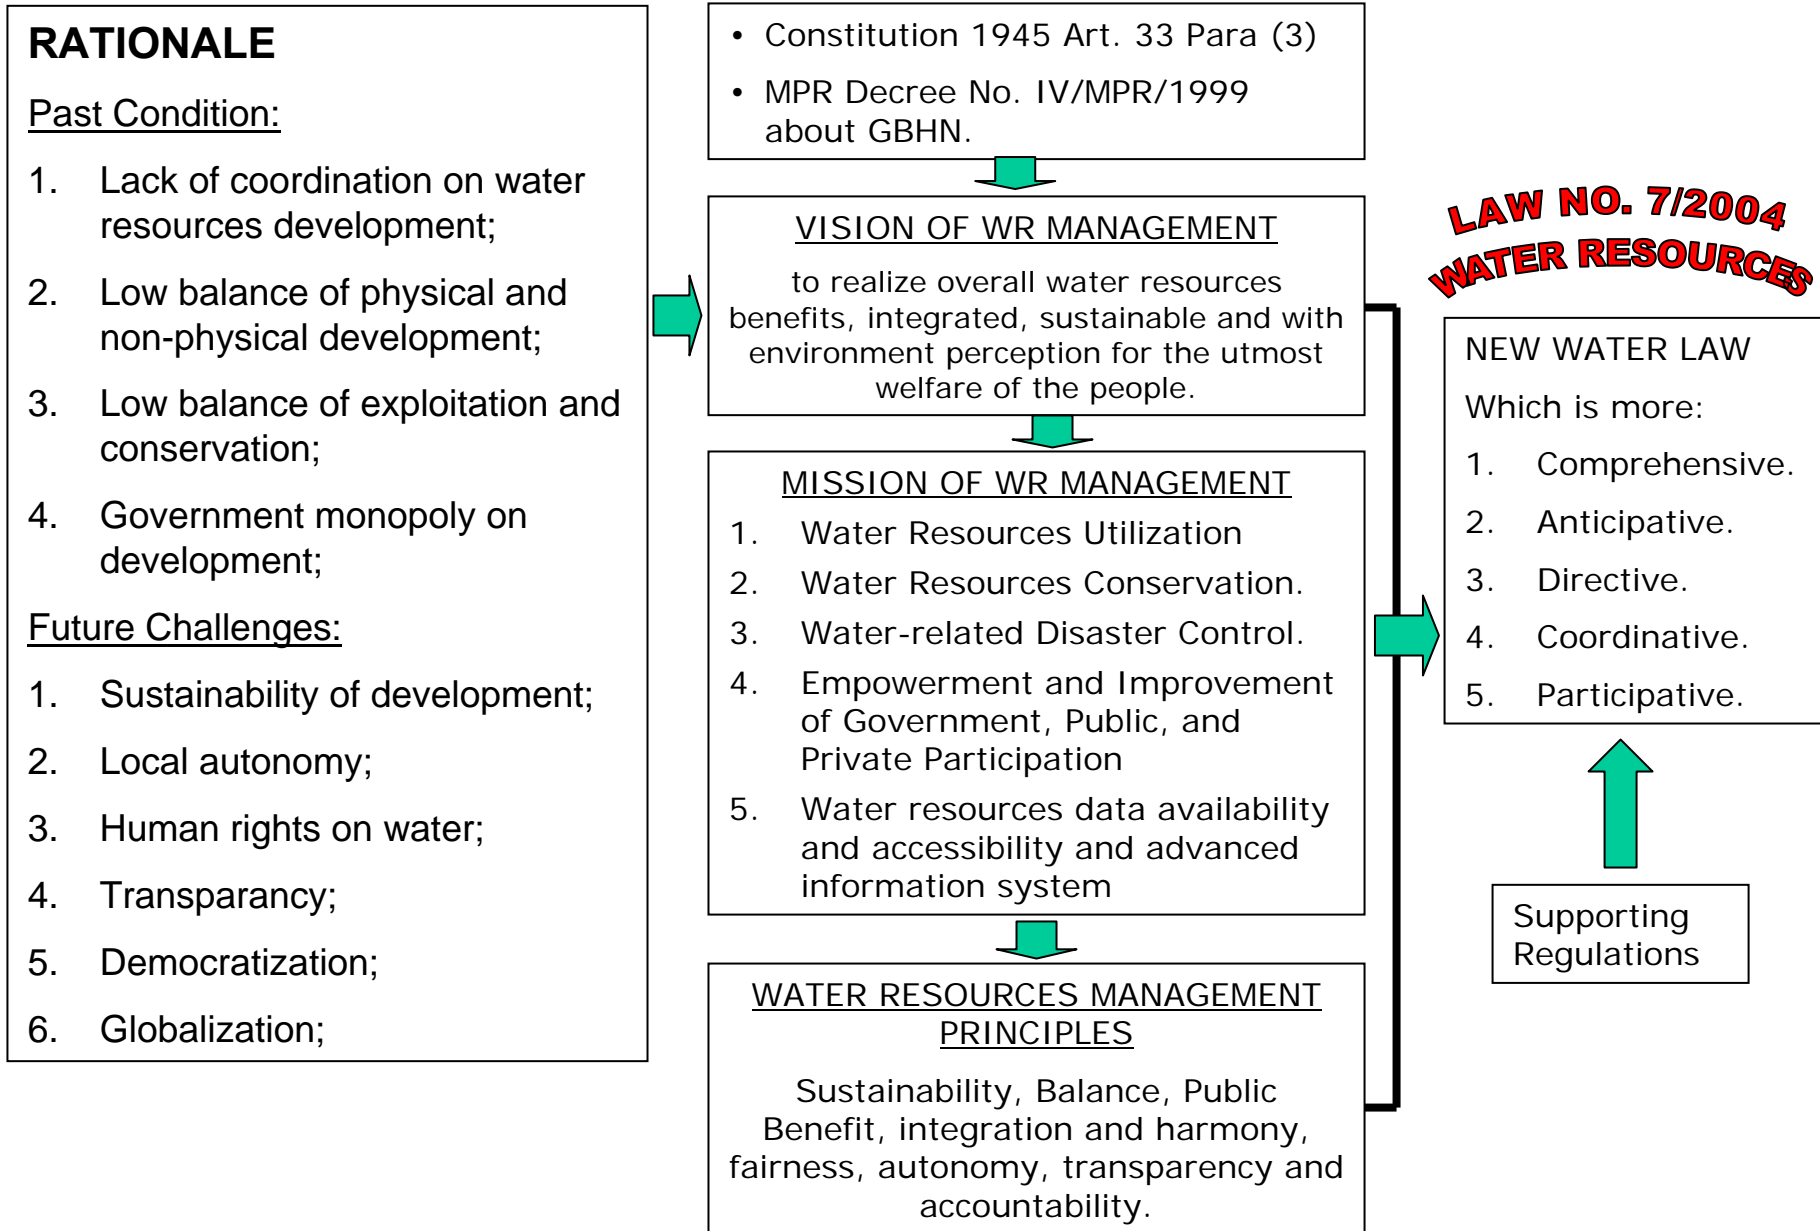 RATIONALE
Past Condition:
1. Lack of coordination on water
resources development;
2. Low balance of physical and
non-physical development;
3. Low balance of exploitation and
conservation;
4. Government monopoly on
development;
Future Challenges:
1. Sustainability of development;
2. Local autonomy;
3. Human rights on water;
4. Transparancy;
5. Democratization;
6. Globalization;
• Constitution 1945 Art. 33 Para (3)
• MPR Decree No. IV/MPR/1999
about GBHN.
VISION OF WR MANAGEMENT
to realize overall water resources
benefits, integrated, sustainable and with
environment perception for the utmost
welfare of the people.
MISSION OF WR MANAGEMENT
1. Water Resources Utilization
2. Water Resources Conservation.
3. Water-related Disaster Control.
4. Empowerment and Improvement
of Government, Public, and
Private Participation
5. Water resources data availability
and accessibility and advanced
information system
WATER RESOURCES MANAGEMENT
PRINCIPLES
Sustainability, Balance, Public
Benefit, integration and harmony,
fairness, autonomy, transparency and
accountability.
LAW NO. 7/2004
WATER RESOURCES
NEW WATER LAW
Which is more:
1. Comprehensive.
2. Anticipative.
3. Directive.
4. Coordinative.
5. Participative.
Supporting
Regulations